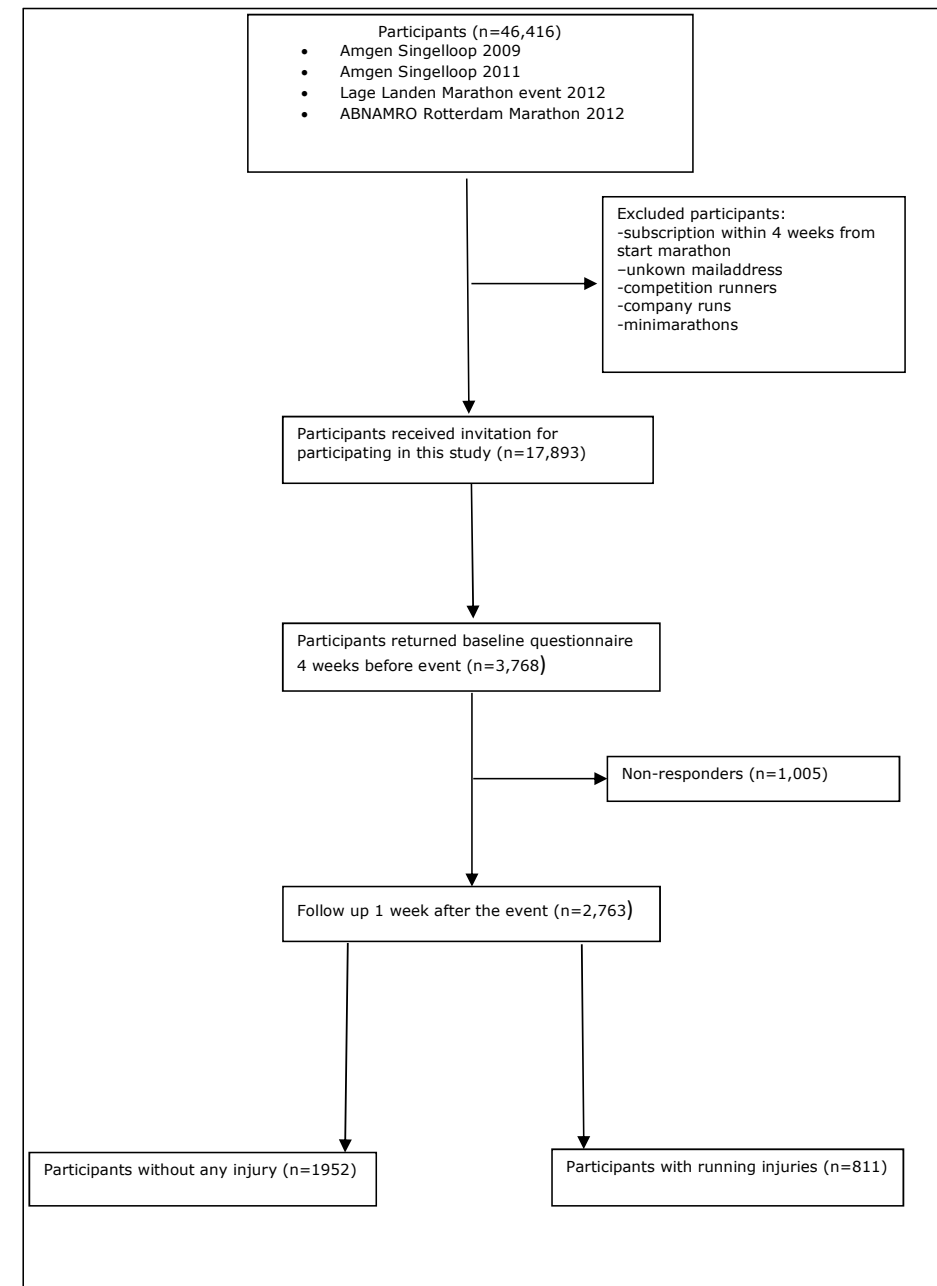 Participants (n=46,416)
• Amgen Singelloop 2009
• Amgen Singelloop 2011
• Lage Landen Marathon event 2012
• ABNAMRO Rotterdam Marathon 2012
Excluded participants:
-subscription within 4 weeks from
start marathon
–unkown mailaddress
-competition runners
-company runs
-minimarathons
Participants received invitation for
participating in this study (n=17,893)
Participants returned baseline questionnaire
4 weeks before event (n=3,768)
Non-responders (n=1,005)
Follow up 1 week after the event (n=2,763)
Participants without any injury (n=1952)
Participants with running injuries (n=811)